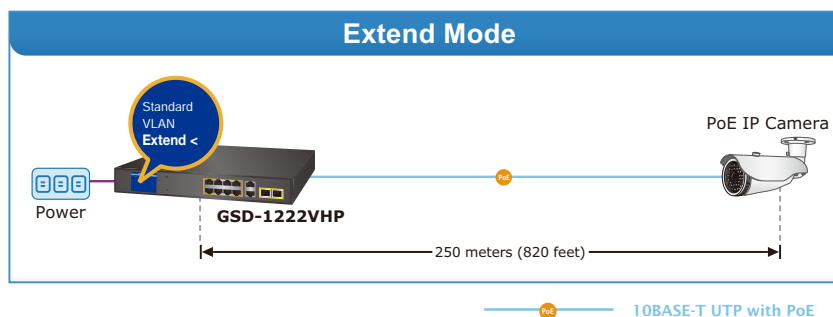 Extend Mode
Standard
VLAN
Extend <
PoE IP Camera
PoE
Power
GSD-1222VHP
250 meters (820 feet)
PoE
10BASE-T UTP with PoE